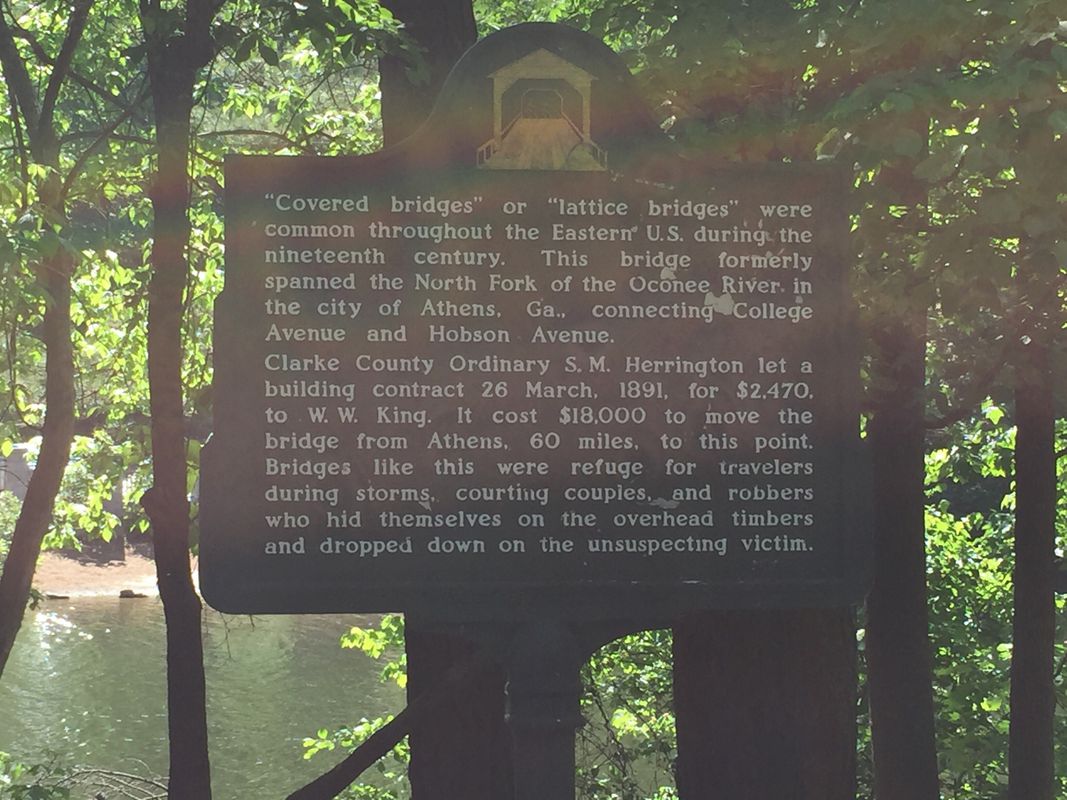 "Covered bridges" or "lattice bridges" were
common throughout the Eastern U.S. during the
nineteenth century. This bridge formerly
spanned the North Fork of the Oconee River in
the city of Athens, Ga., connecting College
Avenue and Hobson Avenue.
Clarke County Ordinary S. M. Herrington let a
building contract 26 March, 1891, for $2,470,
to W. W. King. It cost $18,000 to move the
bridge from Athens, 60 miles, to this point.
Bridges like this were refuge for travelers
during storms, courting couples, and robbers
who hid themselves on the overhead timbers
and dropped down on the unsuspecting victim.